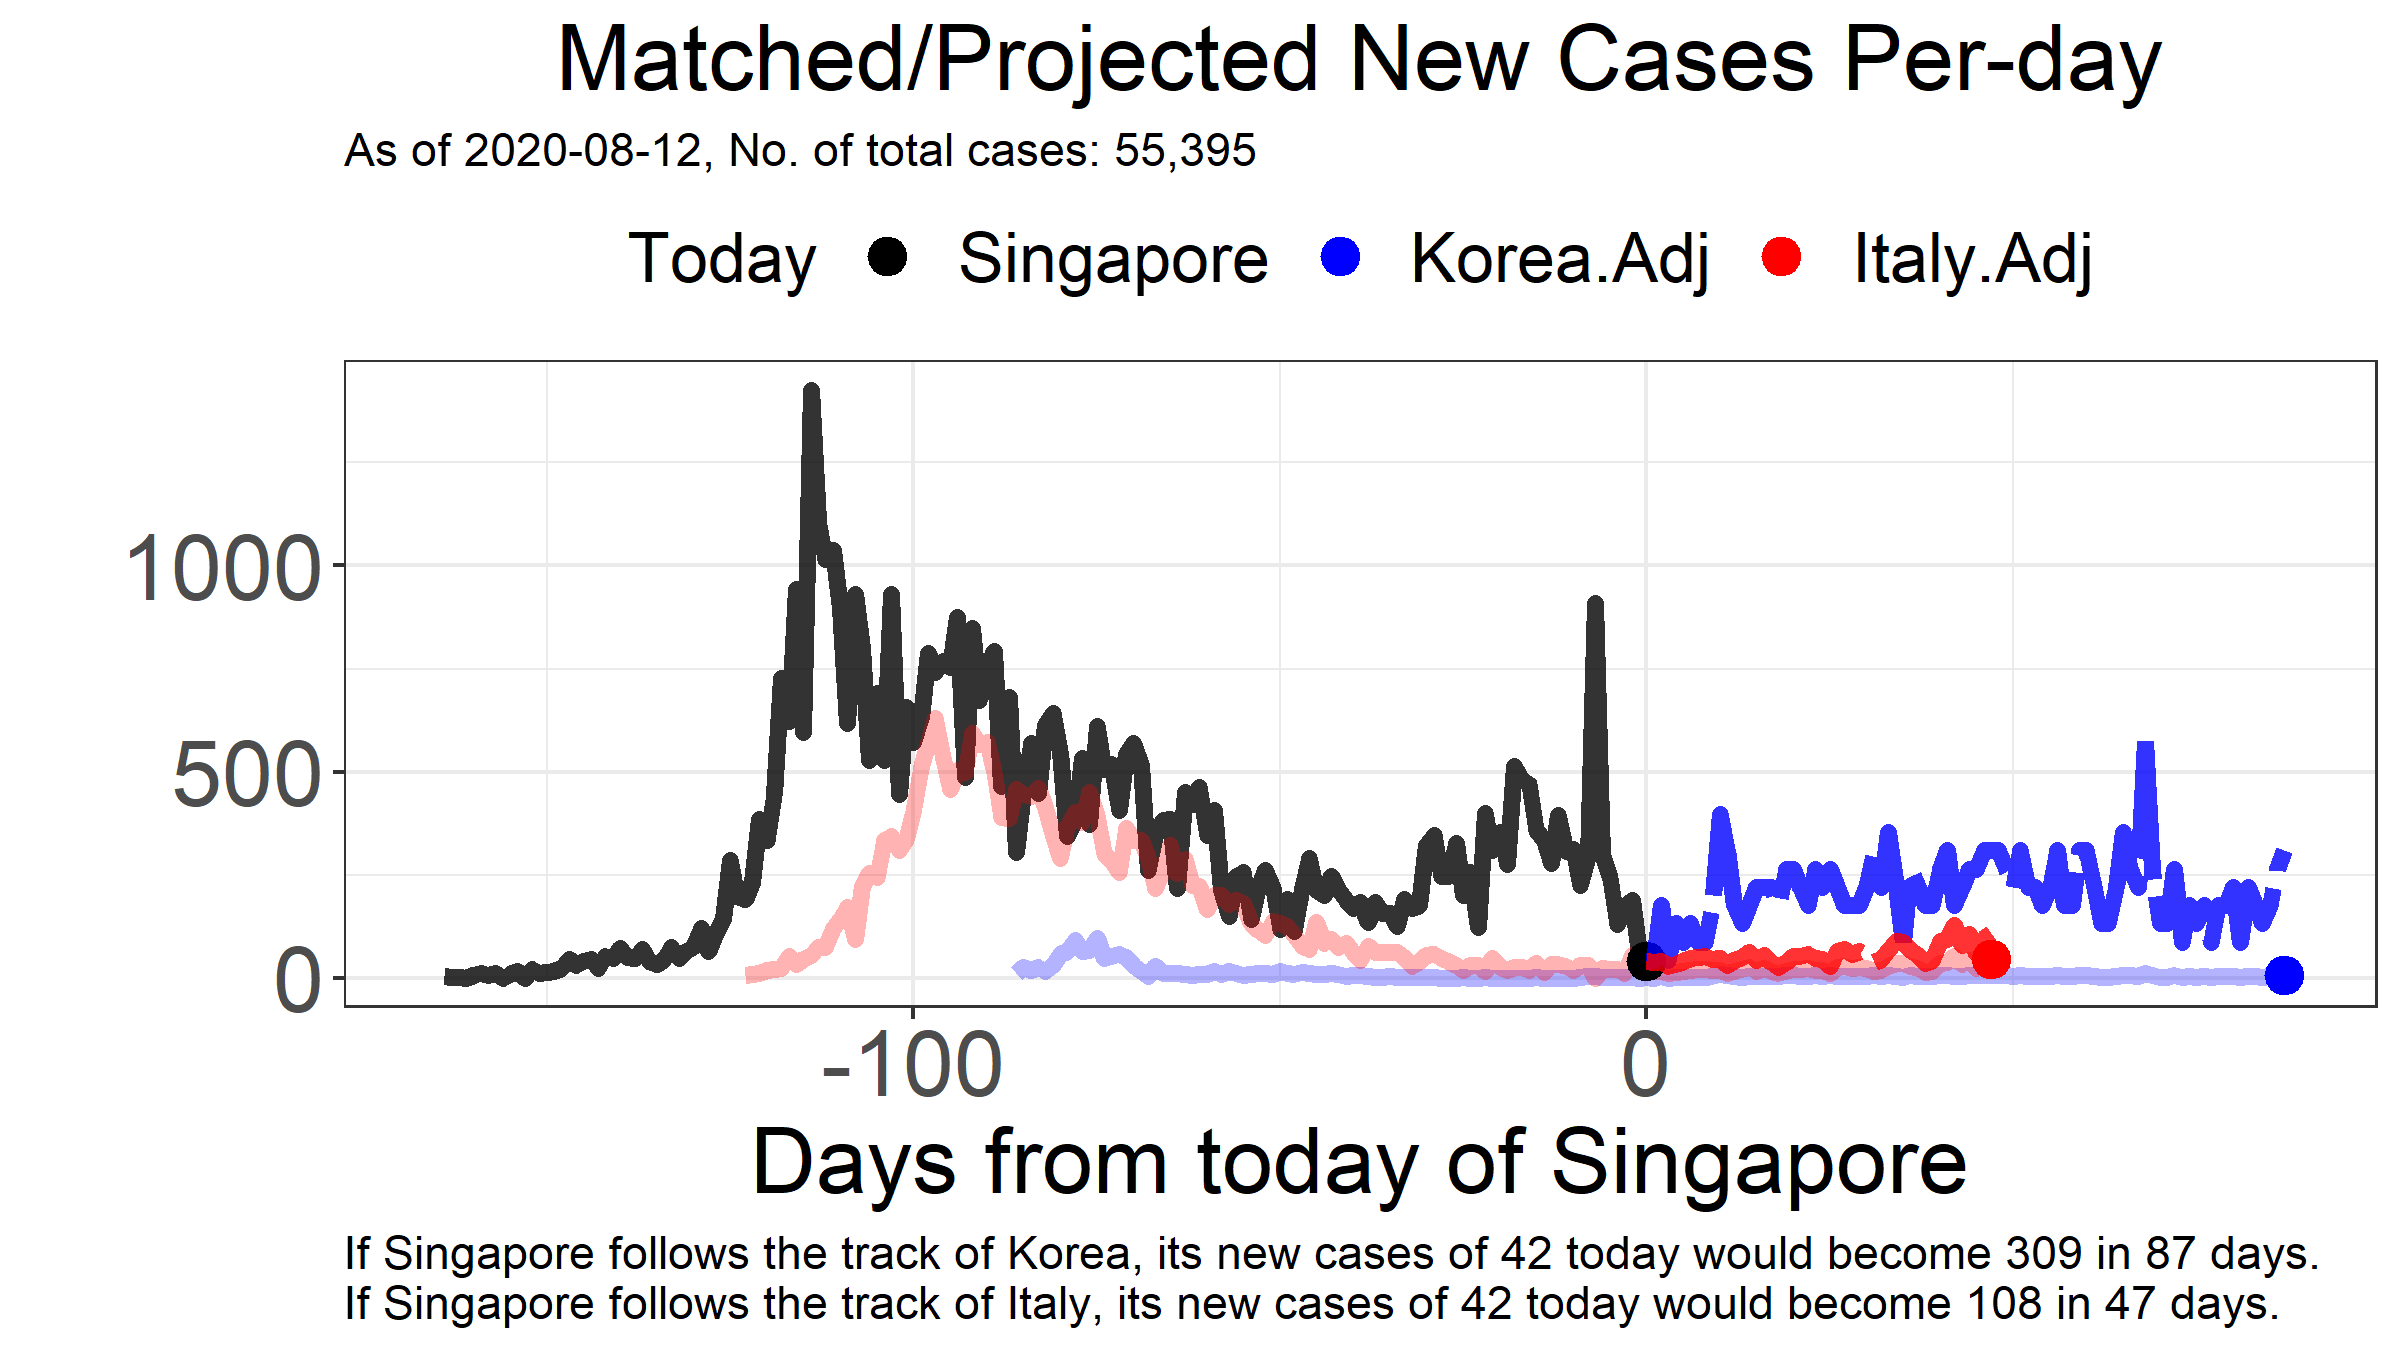 Matched/Projected New Cases Per-day
As of 2020-08-12, No. of total cases: 55,395
Today Singapore Korea.Adj Italy.Adj
1000
500
0
-100 0
Days from today of Singapore
If Singapore follows the track of Korea, its new cases of 42 today would become 309 in 87 days.
If Singapore follows the track of Italy, its new cases of 42 today would become 108 in 47 days.